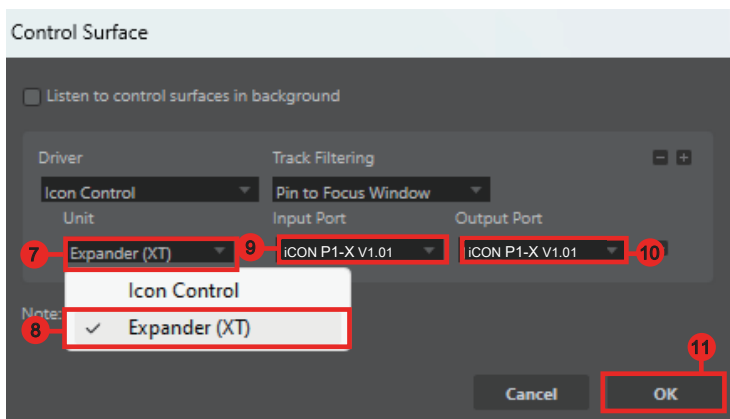 Control Surface
Listen to control surfaces in background
Driver Track Filtering
Icon Control Pin to Focus Window
Unit Input Port Output Port
7 Expander (XT) 9 iCON P1-X V1.01 iCON P1-X V1.01 10
Icon Control
Note:
8 ✓ Expander (XT)
11
Cancel OK